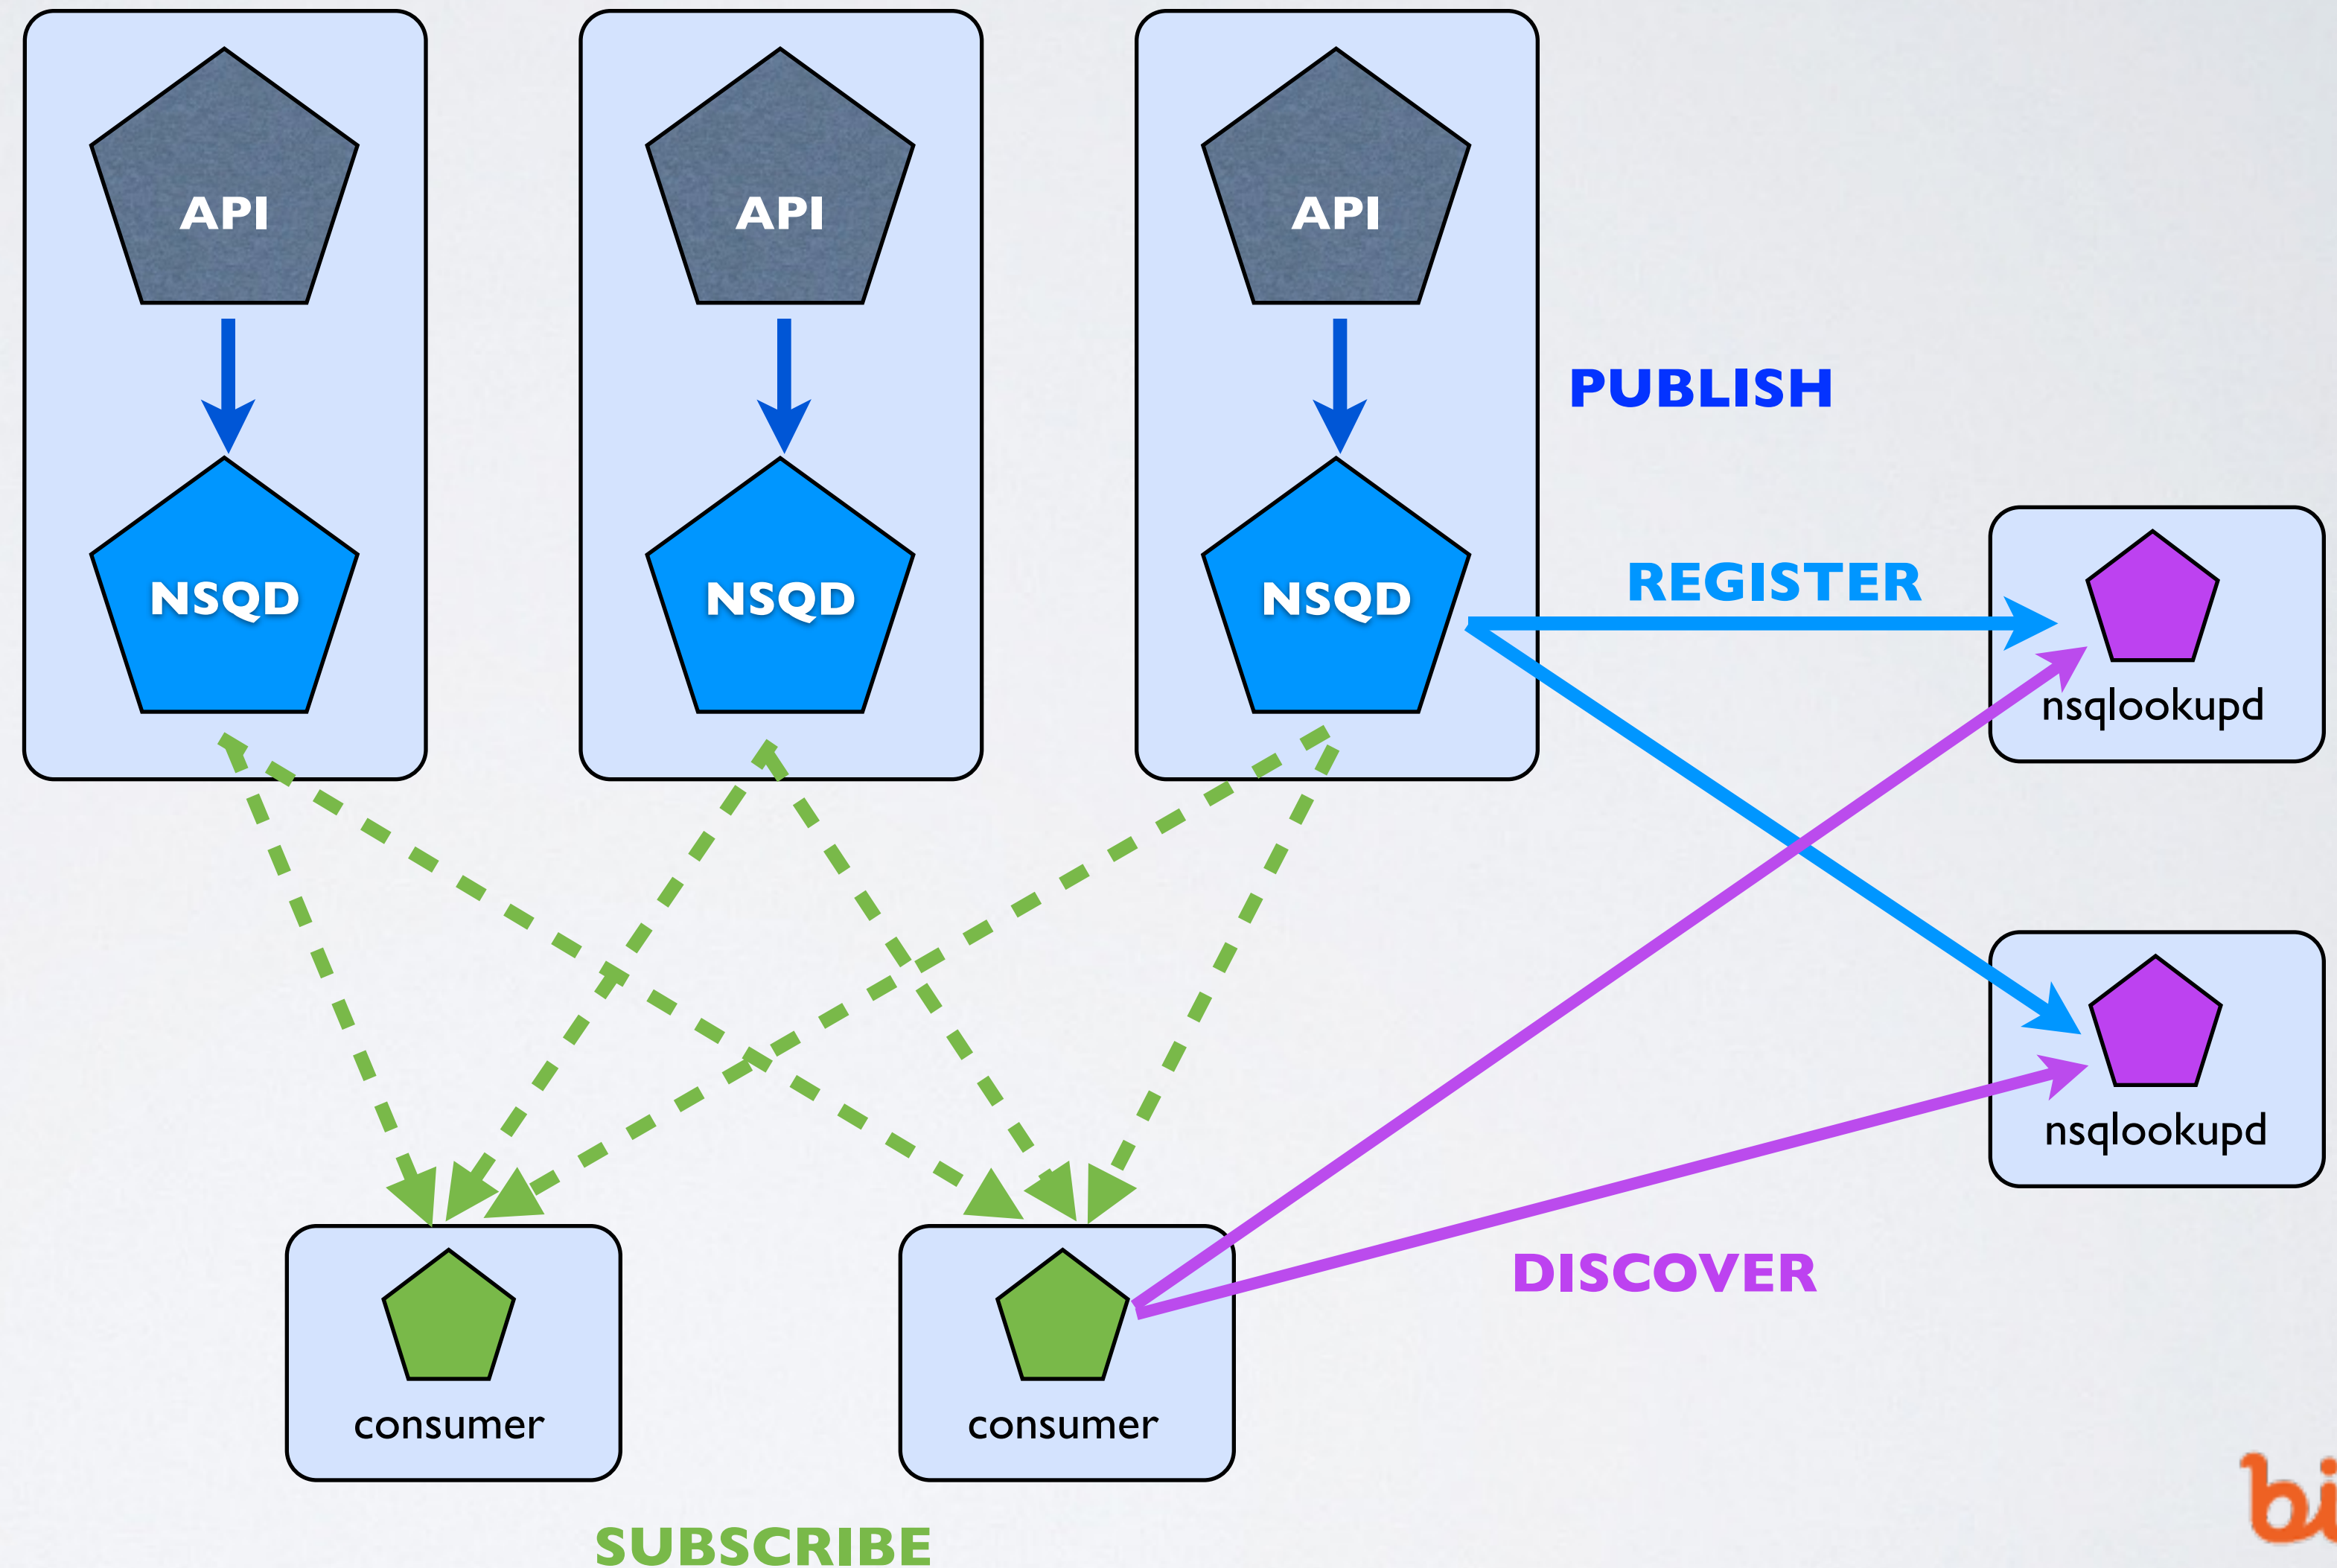 API
API
API
PUBLISH
NSQD
NSQD
NSQD
REGISTER
nsqlookupd
nsqlookupd
DISCOVER
consumer
consumer
SUBSCRIBE